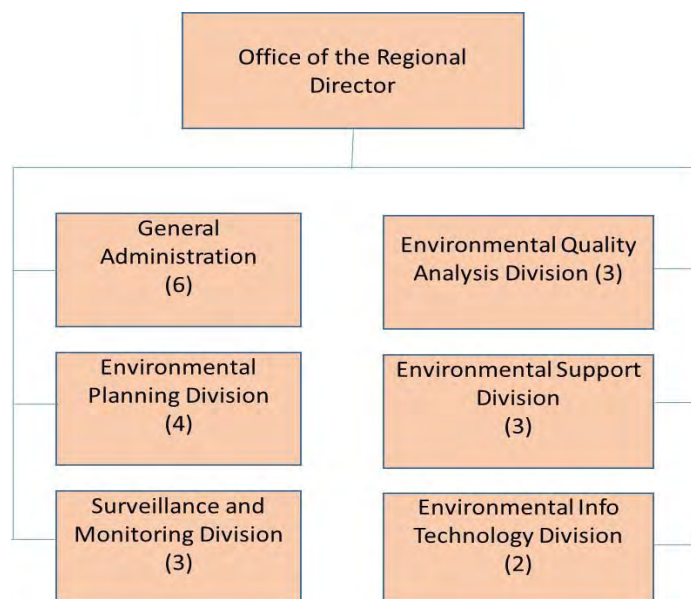 Office of the Regional
Director
General
Administration
(6)
Environmental
Planning Division
(4)
Surveillance and
Monitoring Division
(3)
Environmental Quality
Analysis Division (3)
Environmental Support
Division
(3)
Environmental Info
Technology Division
(2)